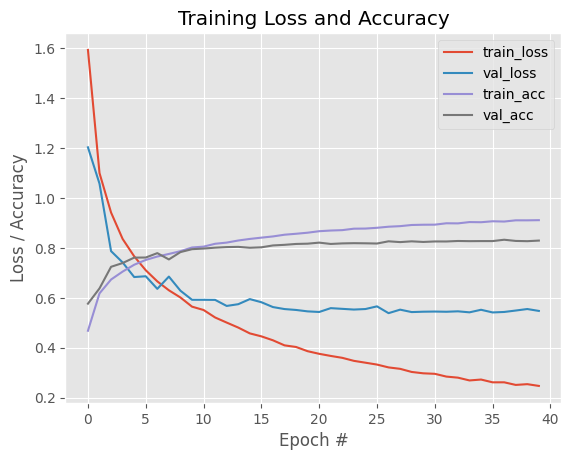 Training Loss and Accuracy
train_loss
val_loss
train_acc
val_acc
Loss / Accuracy
1.6
1.4
1.2
1.0
0.8
0.6
0.4
0.2
0 5 10 15 20 25 30 35 40
Epoch #